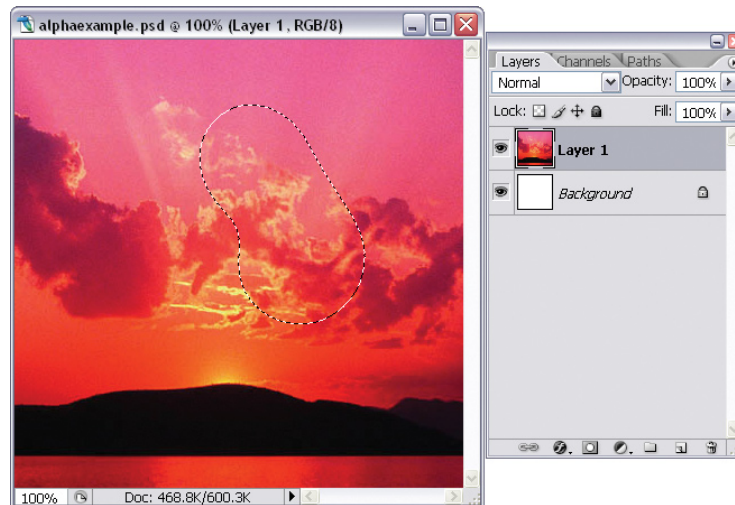 alphaexample.psd @ 100% (Layer 1, RGB/8)
Layers Channels Paths
Normal Opacity: 100%
Lock: Fill: 100%
Layer 1
Background
100% Doc: 468.8K/600.3K